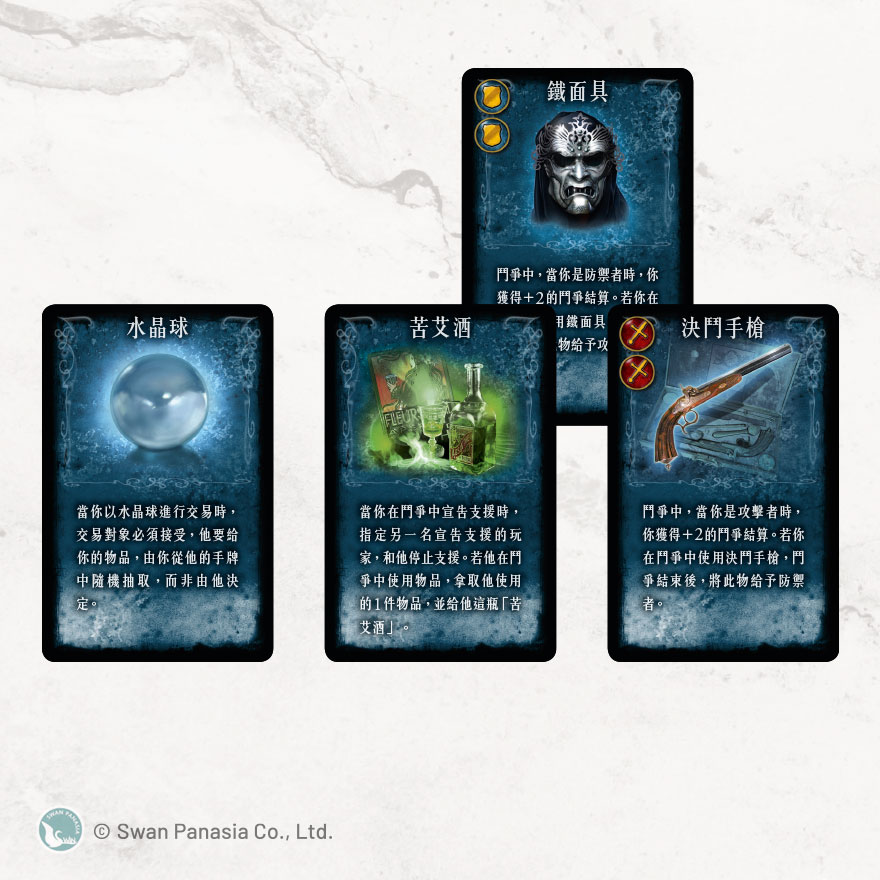 鐵面具
鬥爭中，當你是防禦者時，你
獲得+2的鬥爭結算。若你在
用鐵面具
物給予攻
水晶球
當你以水晶球進行交易時，
交易對象必須接受，他要給
你的物品，由你從他的手牌
中隨機抽取，而非由他決
定。
苦艾酒
FLEUR
當你在鬥爭中宣告支援時，
指定另一名宣告支援的玩
家，和他停止支援。若他在鬥
爭中使用物品，拿取他使用
的1件物品，並給他這瓶「苦
艾酒」。
決鬥手槍
鬥爭中，當你是攻擊者時，
你獲得+2的鬥爭結算。若你
在鬥爭中使用決鬥手槍，鬥
爭結束後，將此物給予防禦
者。
SWAN PANASIA
© Swan Panasia Co., Ltd.